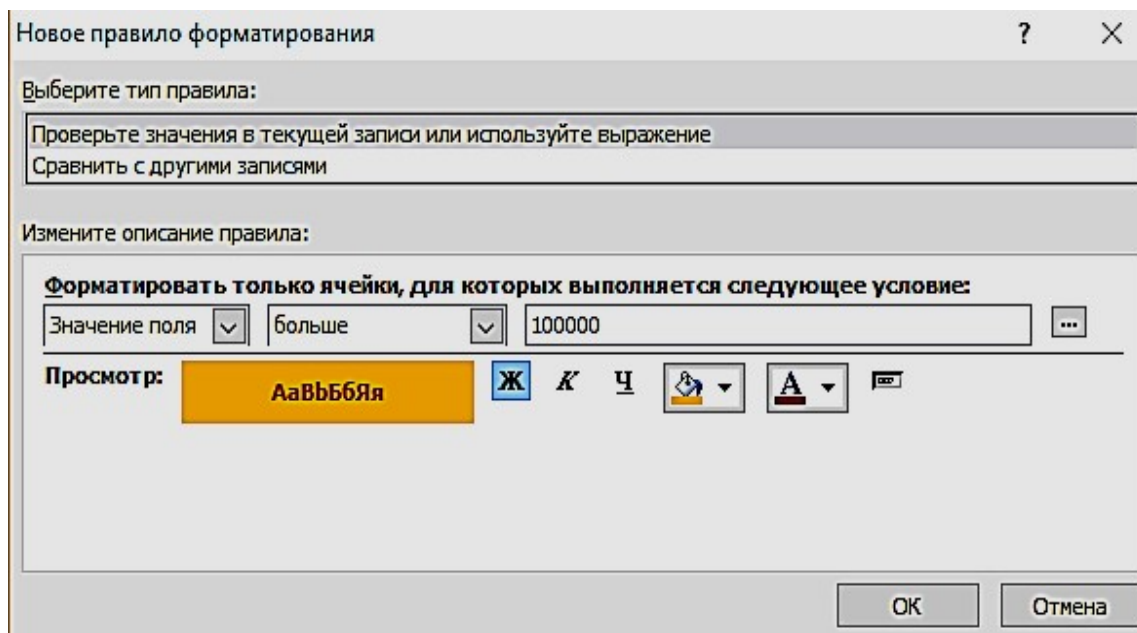 Новое правило форматирования ?
Выберите тип правила:
Проверьте значения в текущей записи или используйте выражение
Сравнить с другими записями
Измените описание правила:
Форматировать только ячейки, для которых выполняется следующее условие:
Значение поля больше 100000 ...
Просмотр: АаВbБбЯя Ж К Ч А
ОК Отмена